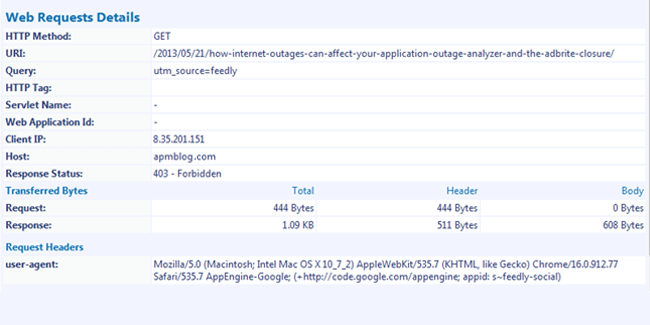 Web Requests Details
HTTP Method: GET
URI: /2013/05/21/how-internet-outages-can-affect-your-application-outage-analyzer-and-the-adbrite-closure/
Query: utm_source=feedly
HTTP Tag:
Servlet Name: -
Web Application Id: -
Client IP: 8.35.201.151
Host: apmblog.com
Response Status: 403 - Forbidden
Transferred Bytes Total Header Body
Request: 444 Bytes 444 Bytes 0 Bytes
Response: 1.09 KB 511 Bytes 608 Bytes
Request Headers
user-agent: Mozilla/5.0 (Macintosh; Intel Mac OS X 10_7_2) AppleWebKit/535.7 (KHTML, like Gecko) Chrome/16.0.912.77
Safari/535.7 AppEngine-Google; (+http://code.google.com/appengine; appid: s~feedly-social)